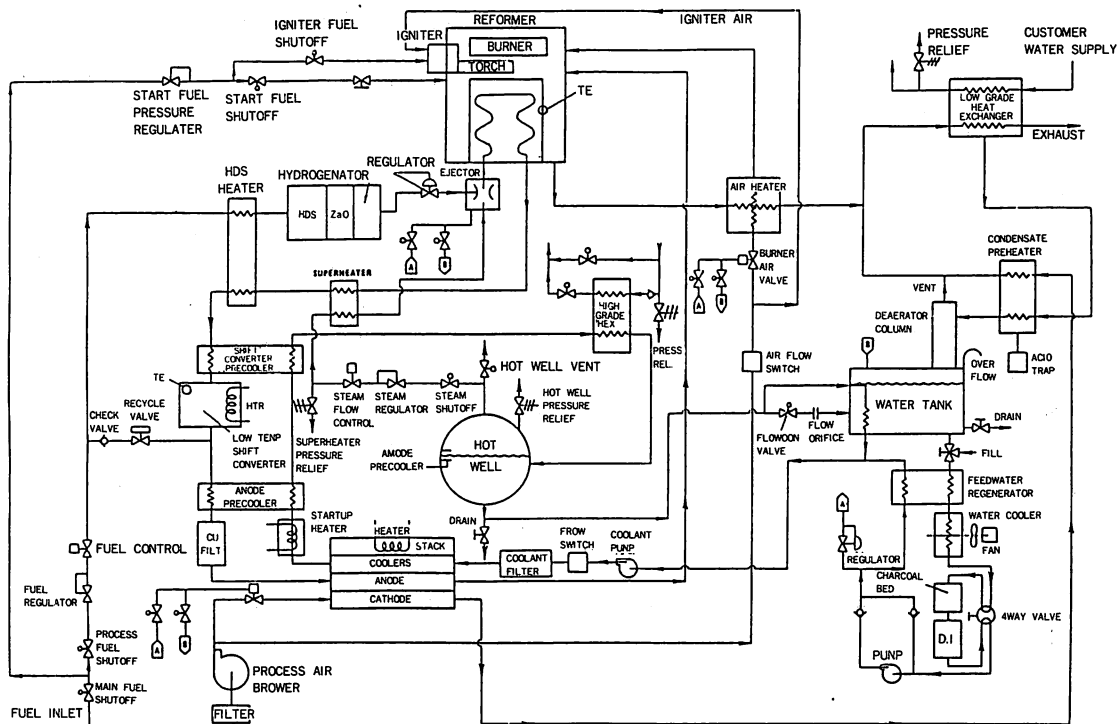 IGNITER FUEL
SHUTOFF
IGNITER
REFORMER
BURNER
TORCH
IGNITER AIR
PRESSURE
RELIEF
CUSTOMER
WATER SUPPLY
START FUEL
PRESSURE
REGULATER
START FUEL
SHUTOFF
TE
LOW GRADE
HEAT
EXCHANGER
EXHAUST
HDS
HEATER
HYDROGENATOR
REGULATOR
EJECTOR
HDS
ZaO
AIR HEATER
A
B
BURNER
AIR
VALVE
A
B
CONDENSATE
PREHEATER
VENT
DEAERATOR
COLUMN
SUPERHEATER
HIGH
GRADE
HEX
PRESS
REL.
AIR FLOW
SWITCH
B
ACIO
TRAP
OVER
FLOW
SHIFT
CONVERTER
PRECOOLER
HOT WELL VENT
TE
RECYCLE
VALVE
HTR
CHECK
VALVE
LOW TENP
SHIFT
CONVERTER
STEAM
FLOW
CONTROL
STEAM
REGULATOR
STEAM
SHUTOFF
HOT WELL
PRESSURE
RELIEF
SUPERHEATER
PRESSURE
RELIEF
WATER TANK
FLOWOON
VALVE
FLOW
ORIFICE
DRAIN
FILL
AMODE
PRECOOLER
HOT
WELL
ANODE
PRECOOLER
FEEDWATER
REGENERATOR
STARTUP
HEATER
CU
FILT
HEATER
STACK
COOLERS
ANODE
CATHODE
DRAIN
COOLANT
FILTER
FROW
SWITCH
COOLANT
PUNP
A
REGULATOR
WATER COOLER
FAN
CHARCOAL
BED
D.I
4WAY VALVE
PUNP
FUEL CONTROL
FUEL
REGULATOR
PROCESS
FUEL
SHUTOFF
A
B
MAIN FUEL
SHUTOFF
FUEL INLET
PROCESS AIR
BROWER
FILTER